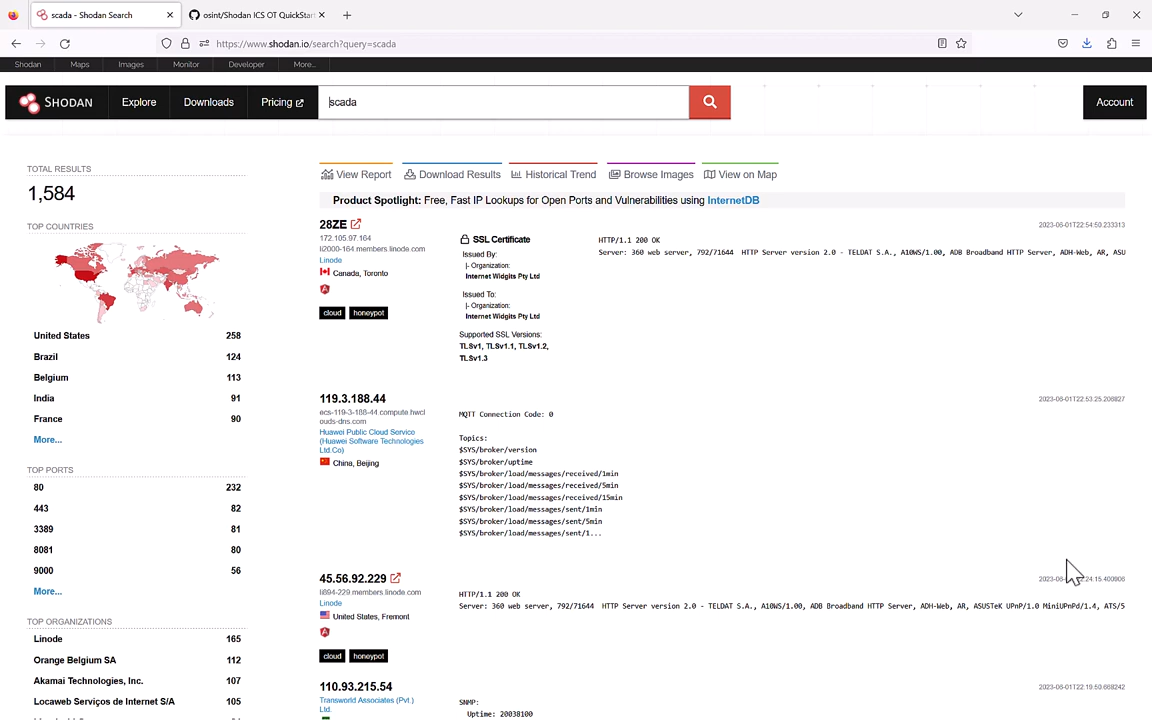 scada - Shodan Search
osint/Shodan ICS OT QuickStart
https://www.shodan.io/search?query=scada
Shodan
Maps
Images
Monitor
Developer
More...
SHODAN
Explore
Downloads
Pricing
scada
Account
TOTAL RESULTS
1,584
TOP COUNTRIES
United States 258
Brazil 124
Belgium 113
India 91
France 90
More...
TOP PORTS
80 232
443 82
3389 81
8081 80
9000 56
More...
TOP ORGANIZATIONS
Linode 165
Orange Belgium SA 112
Akamai Technologies, Inc. 107
Locaweb Serviços de Internet S/A 105
View Report
Download Results
Historical Trend
Browse Images
View on Map
Product Spotlight: Free, Fast IP Lookups for Open Ports and Vulnerabilities using InternetDB
28ZE
172.105.97.164
li2000-164.members.linode.com
Linode
Canada, Toronto
cloud honeypot
SSL Certificate
Issued By:
|- Organization:
Internet Widgits Pty Ltd
Issued To:
|- Organization:
Internet Widgits Pty Ltd
Supported SSL Versions:
TLSv1, TLSv1.1, TLSv1.2,
TLSv1.3
2023-06-01T22:54:50.233313
HTTP/1.1 200 OK
Server: 360 web server, 792/71644 HTTP Server version 2.0 - TELDAT S.A., A10WS/1.00, ADB Broadband HTTP Server, ADH-Web, AR, ASU
119.3.188.44
ecs-119-3-188-44.compute.hwcl
ouds-dns.com
Huawei Public Cloud Service
(Huawei Software Technologies
Ltd.Co)
China, Beijing
2023-06-01T22:53:25.206827
MQTT Connection Code: 0
Topics:
$SYS/broker/version
$SYS/broker/uptime
$SYS/broker/load/messages/received/1min
$SYS/broker/load/messages/received/5min
$SYS/broker/load/messages/received/15min
$SYS/broker/load/messages/sent/1min
$SYS/broker/load/messages/sent/5min
$SYS/broker/load/messages/sent/1...
45.56.92.229
li694-229.members.linode.com
Linode
United States, Fremont
cloud honeypot
HTTP/1.1 200 OK
Server: 360 web server, 792/71644 HTTP Server version 2.0 - TELDAT S.A., A10WS/1.00, ADB Broadband HTTP Server, ADH-Web, AR, ASUSTeK UPnP/1.0 MiniUPnPd/1.4, ATS/5
110.93.215.54
Transworld Associates (Pvt.)
Ltd.
2023-06-01T22:19:50.668242
SNMP:
Uptime: 20038100